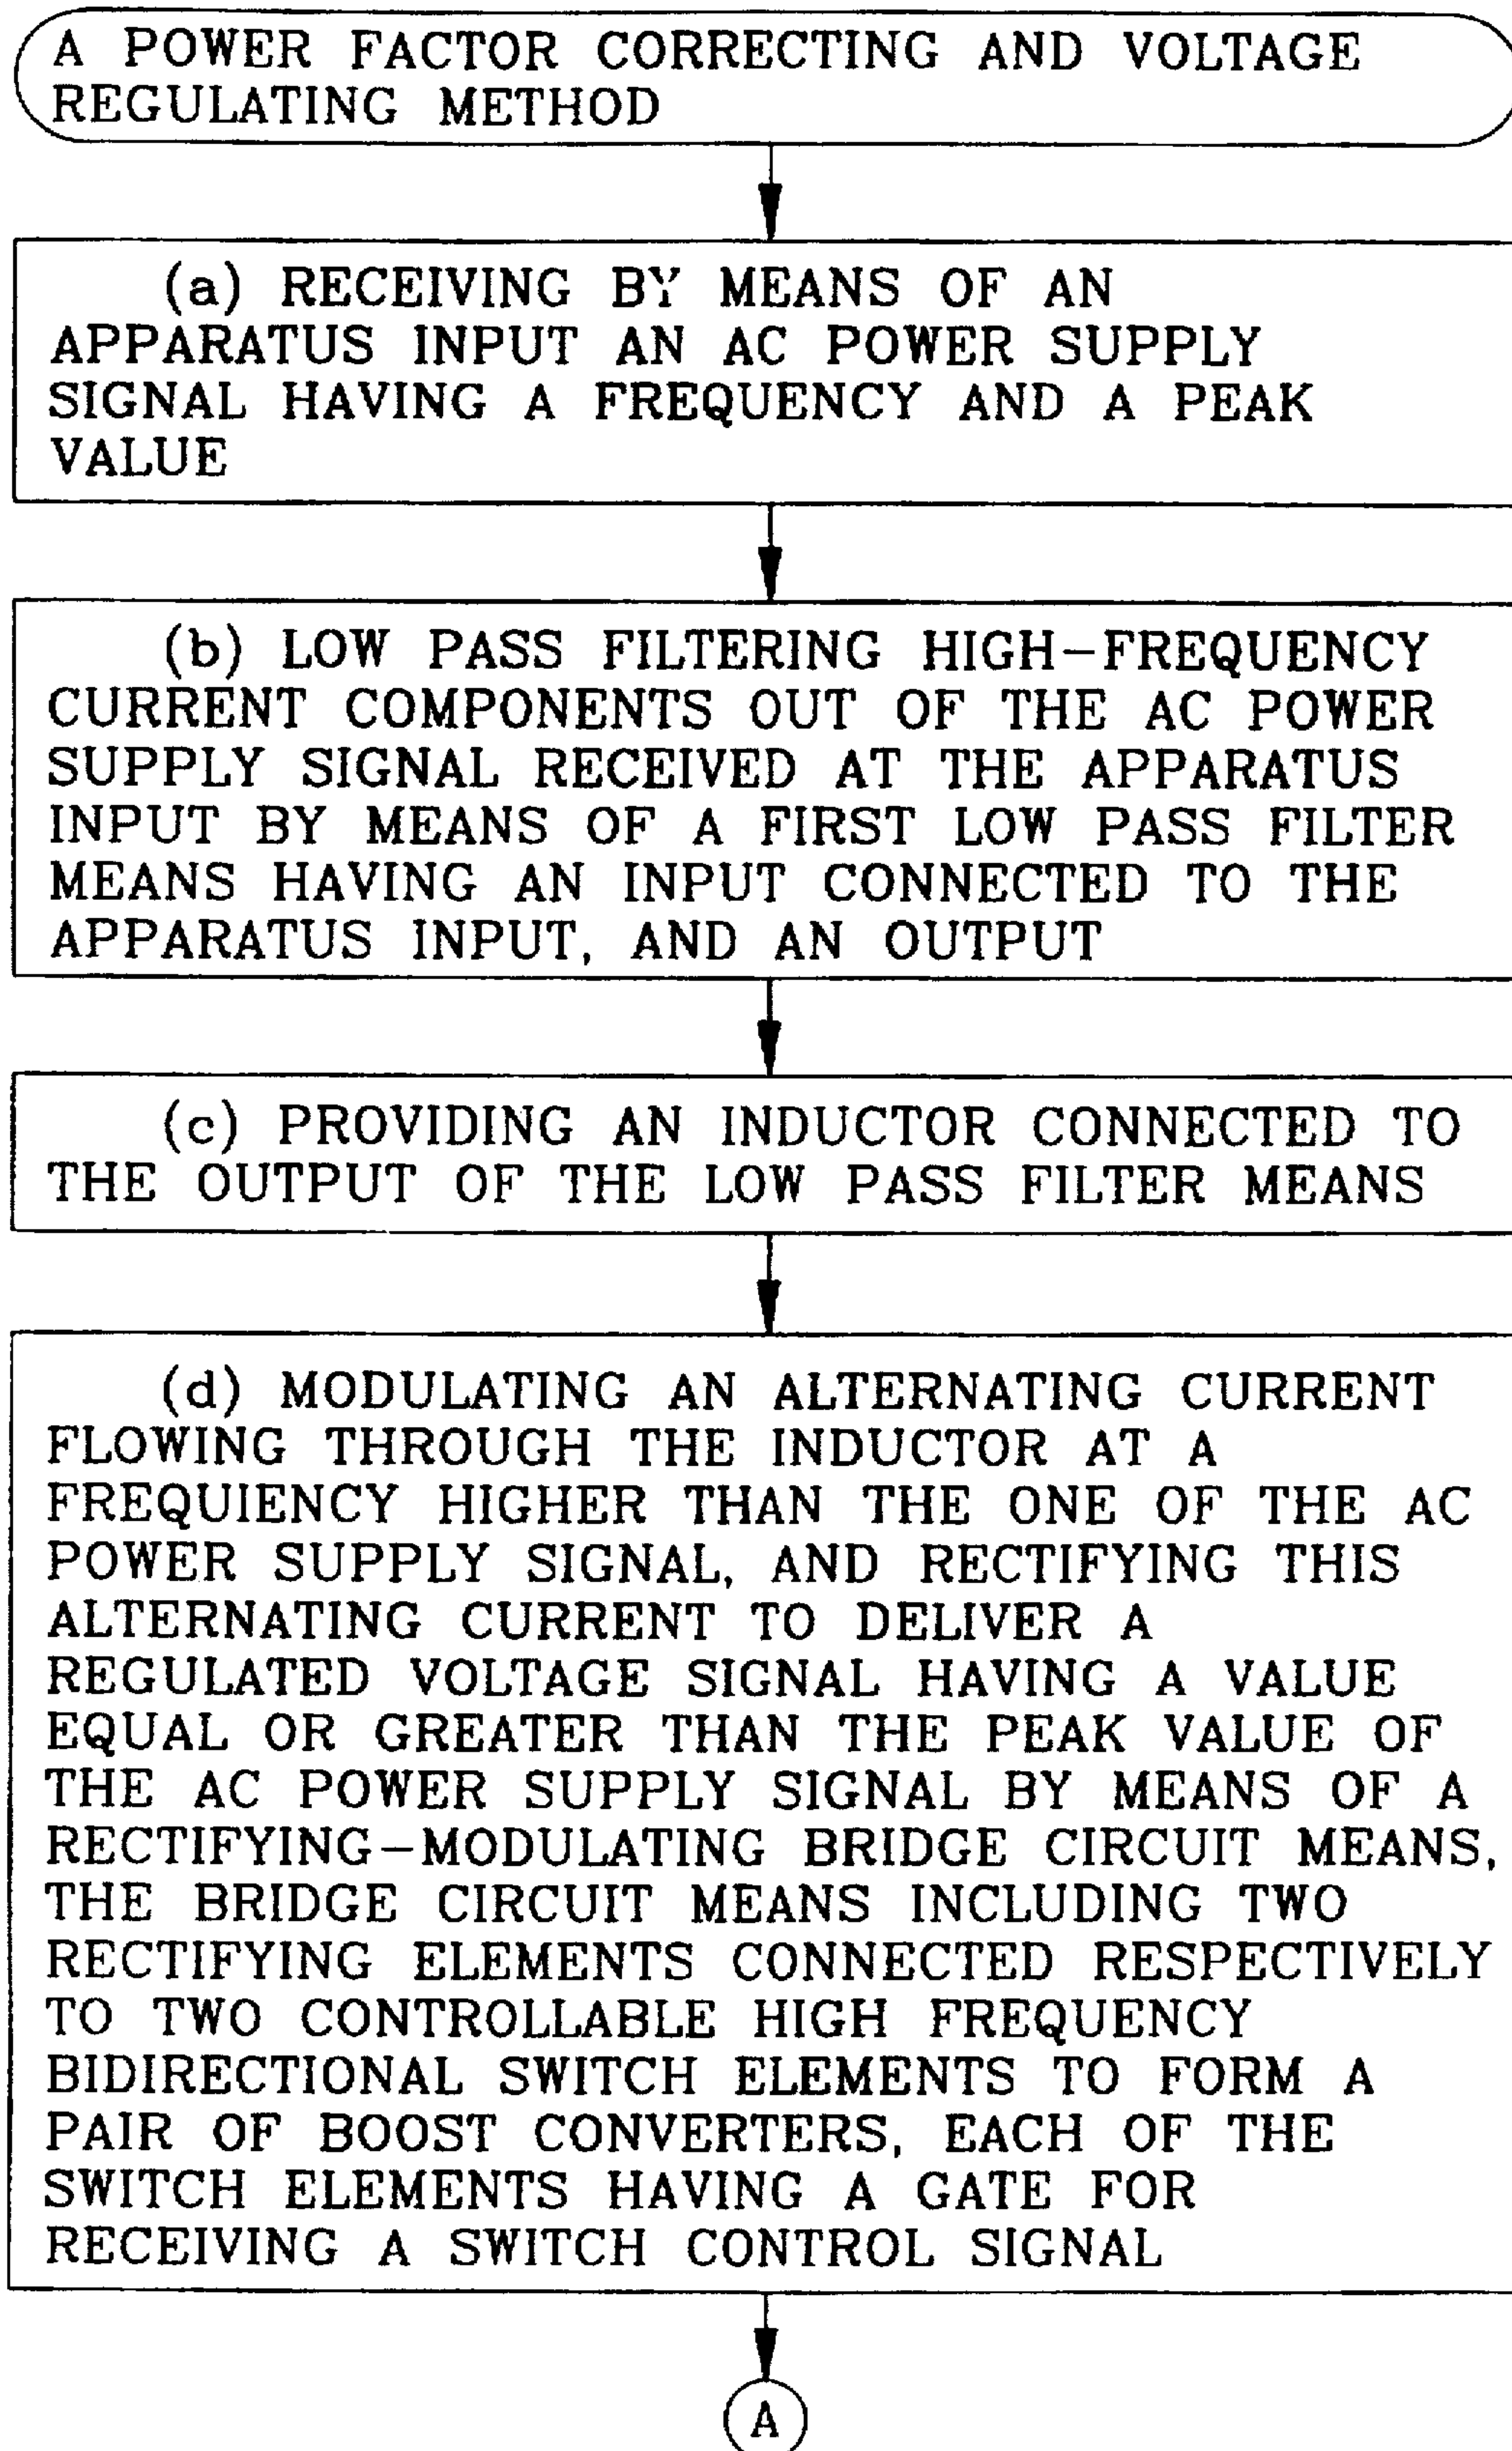 A POWER FACTOR CORRECTING AND VOLTAGE
REGULATING METHOD
(a) RECEIVING BY MEANS OF AN
APPARATUS INPUT AN AC POWER SUPPLY
SIGNAL HAVING A FREQUENCY AND A PEAK
VALUE
(b) LOW PASS FILTERING HIGH-FREQUENCY
CURRENT COMPONENTS OUT OF THE AC POWER
SUPPLY SIGNAL RECEIVED AT THE APPARATUS
INPUT BY MEANS OF A FIRST LOW PASS FILTER
MEANS HAVING AN INPUT CONNECTED TO THE
APPARATUS INPUT, AND AN OUTPUT
(c) PROVIDING AN INDUCTOR CONNECTED TO
THE OUTPUT OF THE LOW PASS FILTER MEANS
(d) MODULATING AN ALTERNATING CURRENT
FLOWING THROUGH THE INDUCTOR AT A
FREQUIENCY HIGHER THAN THE ONE OF THE AC
POWER SUPPLY SIGNAL, AND RECTIFYING THIS
ALTERNATING CURRENT TO DELIVER A
REGULATED VOLTAGE SIGNAL HAVING A VALUE
EQUAL OR GREATER THAN THE PEAK VALUE OF
THE AC POWER SUPPLY SIGNAL BY MEANS OF A
RECTIFYING-MODULATING BRIDGE CIRCUIT MEANS,
THE BRIDGE CIRCUIT MEANS INCLUDING TWO
RECTIFYING ELEMENTS CONNECTED RESPECTIVELY
TO TWO CONTROLLABLE HIGH FREQUENCY
BIDIRECTIONAL SWITCH ELEMENTS TO FORM A
PAIR OF BOOST CONVERTERS, EACH OF THE
SWITCH ELEMENTS HAVING A GATE FOR
RECEIVING A SWITCH CONTROL SIGNAL
A